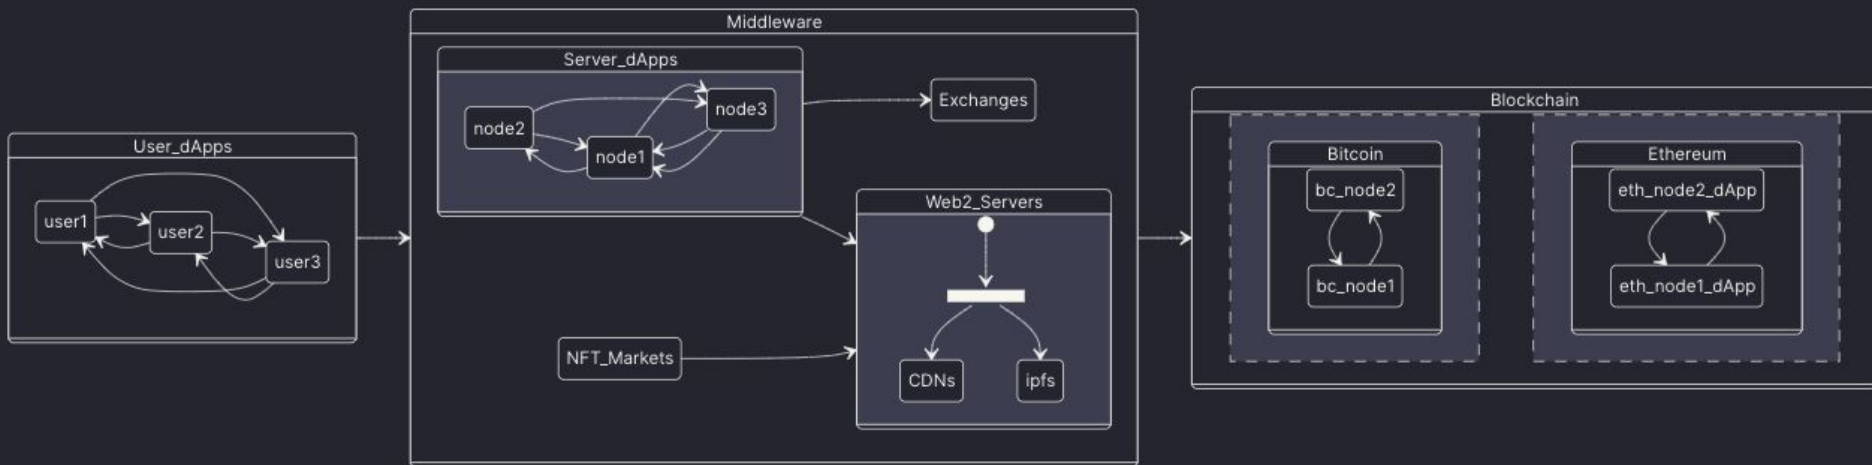 User_dApps
user1
user2
user3
Middleware
Server_dApps
node2
node1
node3
Exchanges
NFT_Markets
Web2_Servers
CDNs
ipfs
Blockchain
Bitcoin
bc_node2
bc_node1
Ethereum
eth_node2_dApp
eth_node1_dApp